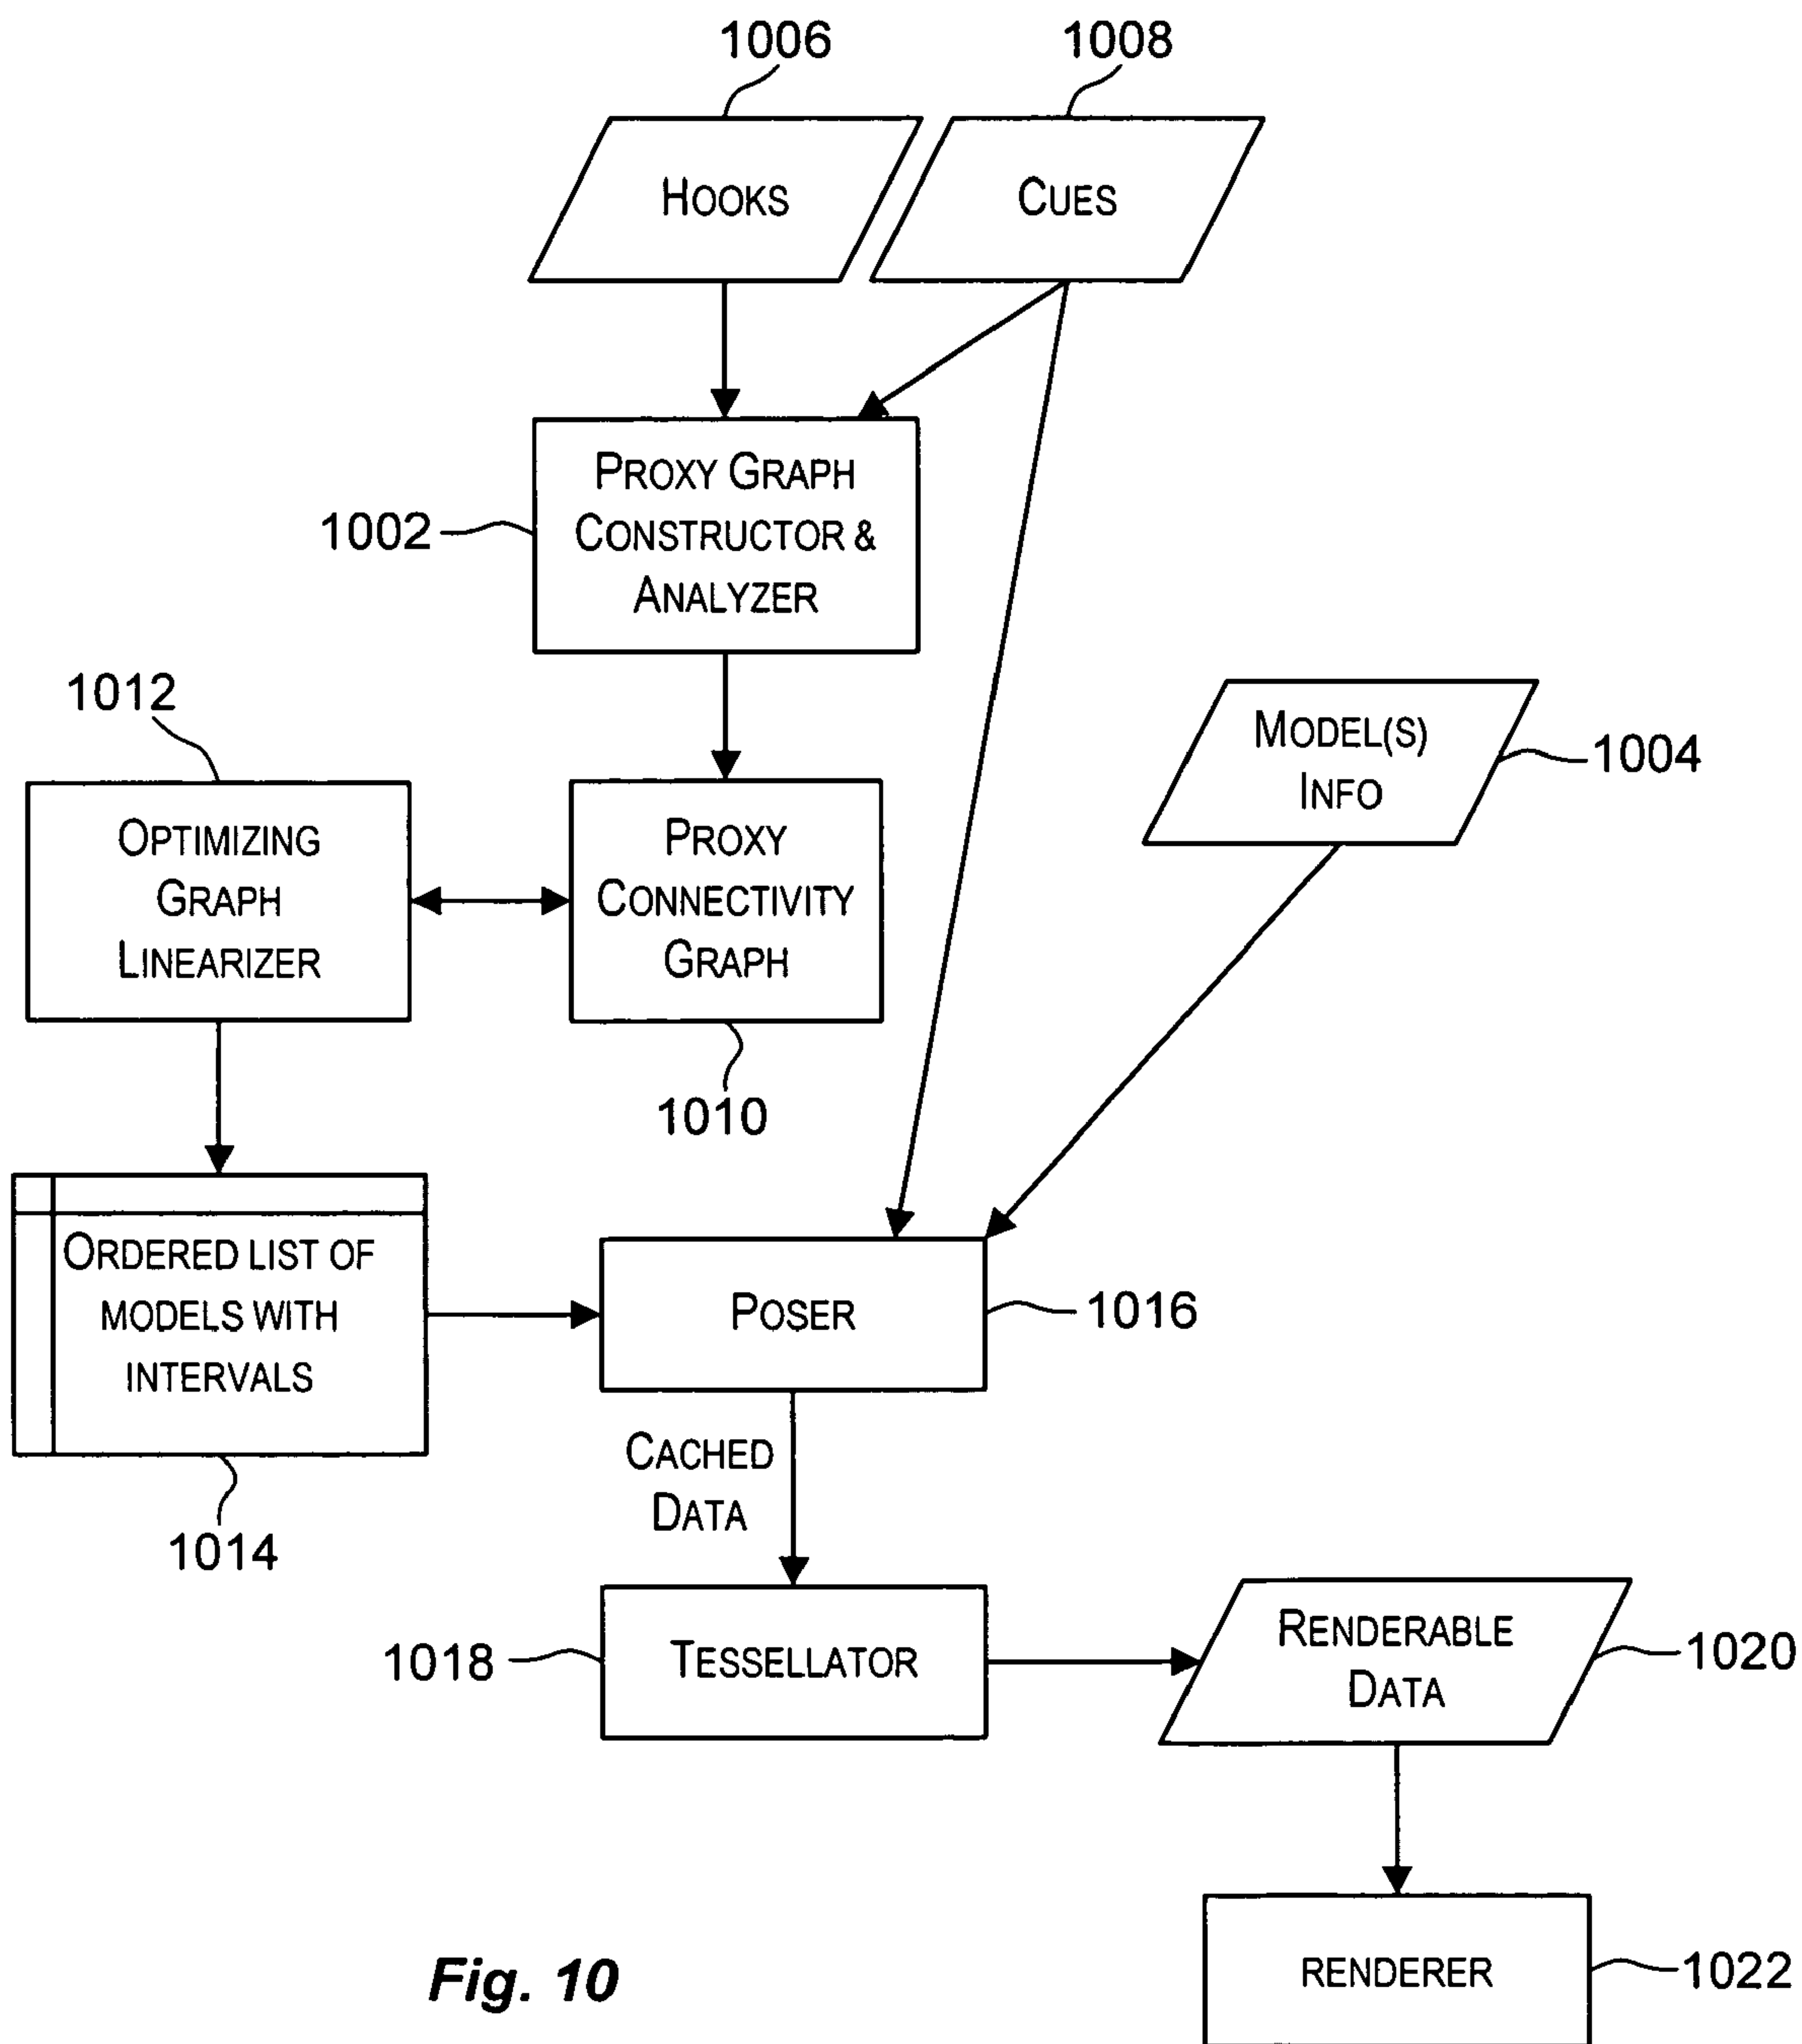 1006
1008
HOOKS
CUES
PROXY GRAPH
CONSTRUCTOR &
ANALYZER
1002
1012
MODEL(S)
INFO
1004
OPTIMIZING
GRAPH
LINEARIZER
PROXY
CONNECTIVITY
GRAPH
1010
ORDERED LIST OF
MODELS WITH
INTERVALS
POSER
1016
CACHED
DATA
1014
TESSELLATOR
1018
RENDERABLE
DATA
1020
RENDERER
1022
Fig. 10